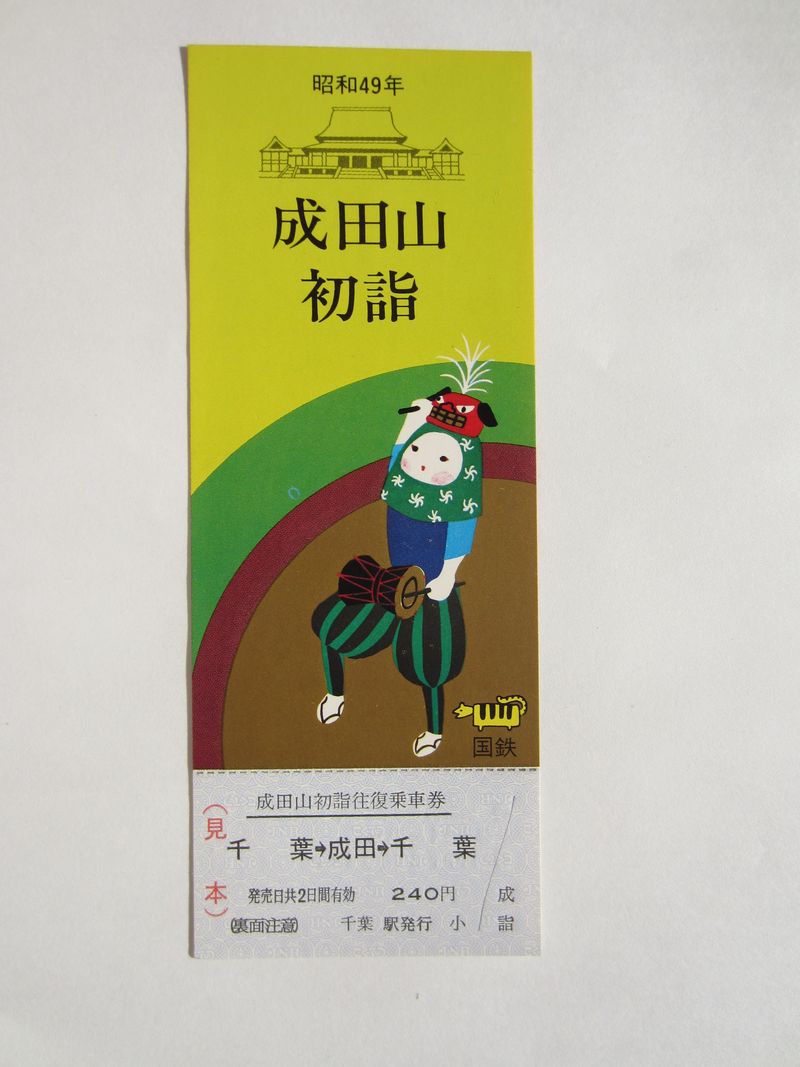 昭和49年
成田山
初詣
国鉄
(見本)
成田山初詣往復乗車券
千葉➔成田➔千葉
発売日共2日間有効 240円 成
(裏面注意) 千葉 駅発行 小 詣